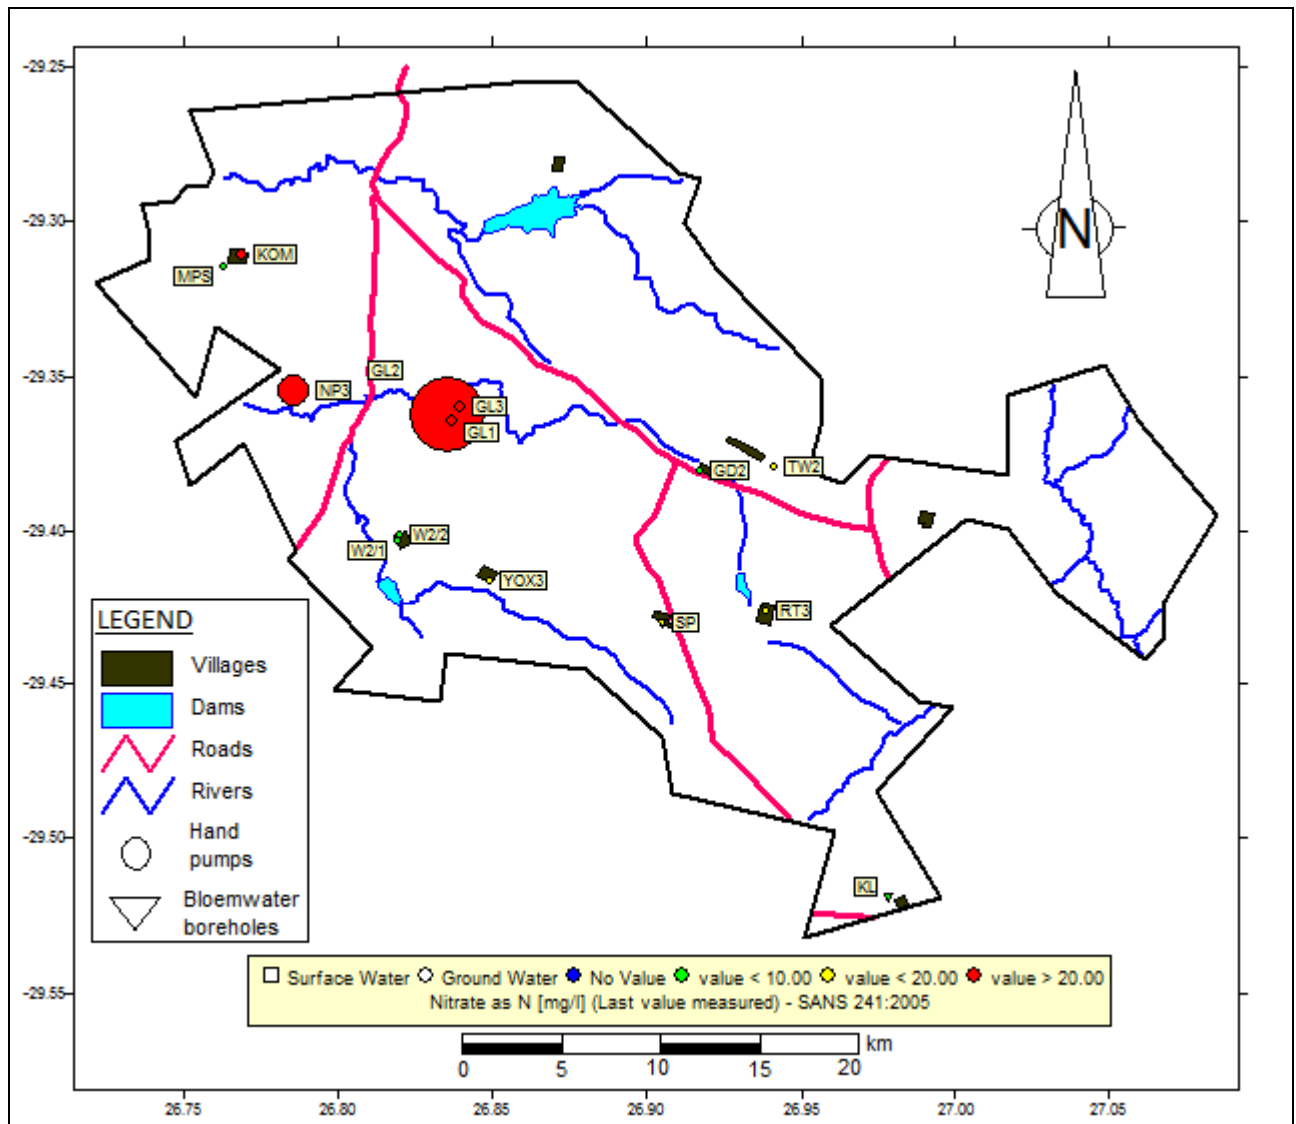 -29.25
-29.30
-29.35
-29.40
-29.45
-29.50
-29.55
N
KOM
MPS
GL2
NP3
GL3
GL1
GD2
TW2
W2/2
W2/1
YOX3
SP
RT3
KL
LEGEND
Villages
Dams
Roads
Rivers
Hand
pumps
Bloemwater
boreholes
Surface Water Ground Water No Value value < 10.00 value < 20.00 value > 20.00
Nitrate as N [mg/l] (Last value measured) - SANS 241:2005
0 5 10 15 20 km
26.75 26.80 26.85 26.90 26.95 27.00 27.05